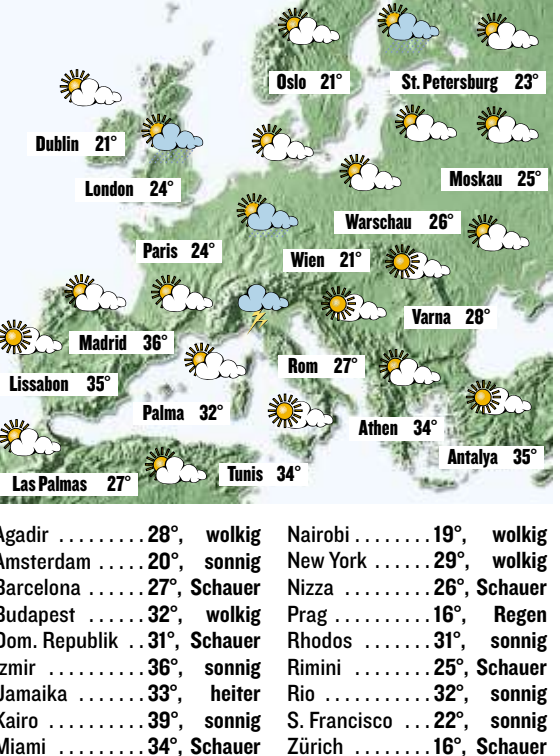 Oslo 21°
St. Petersburg 23°
Dublin 21°
Moskau 25°
London 24°
Warschau 26°
Paris 24°
Wien 21°
Varna 28°
Madrid 36°
Rom 27°
Lissabon 35°
Palma 32°
Athen 34°
Antalya 35°
Tunis 34°
Las Palmas 27°
Agadir ......... 28°, wolkig
Amsterdam ..... 20°, sonnig
Barcelona ...... 27°, Schauer
Budapest ...... 32°, wolkig
Dom. Republik .. 31°, Schauer
Izmir ......... 36°, sonnig
Jamaika ....... 33°, heiter
Kairo .......... 39°, sonnig
Miami ......... 34°, Schauer
Nairobi ........ 19°, wolkig
New York ...... 29°, wolkig
Nizza ......... 26°, Schauer
Prag .......... 16°, Regen
Rhodos ....... 31°, sonnig
Rimini ........ 25°, Schauer
Rio ........... 32°, sonnig
S. Francisco ... 22°, sonnig
Zürich ........ 16°, Schauer